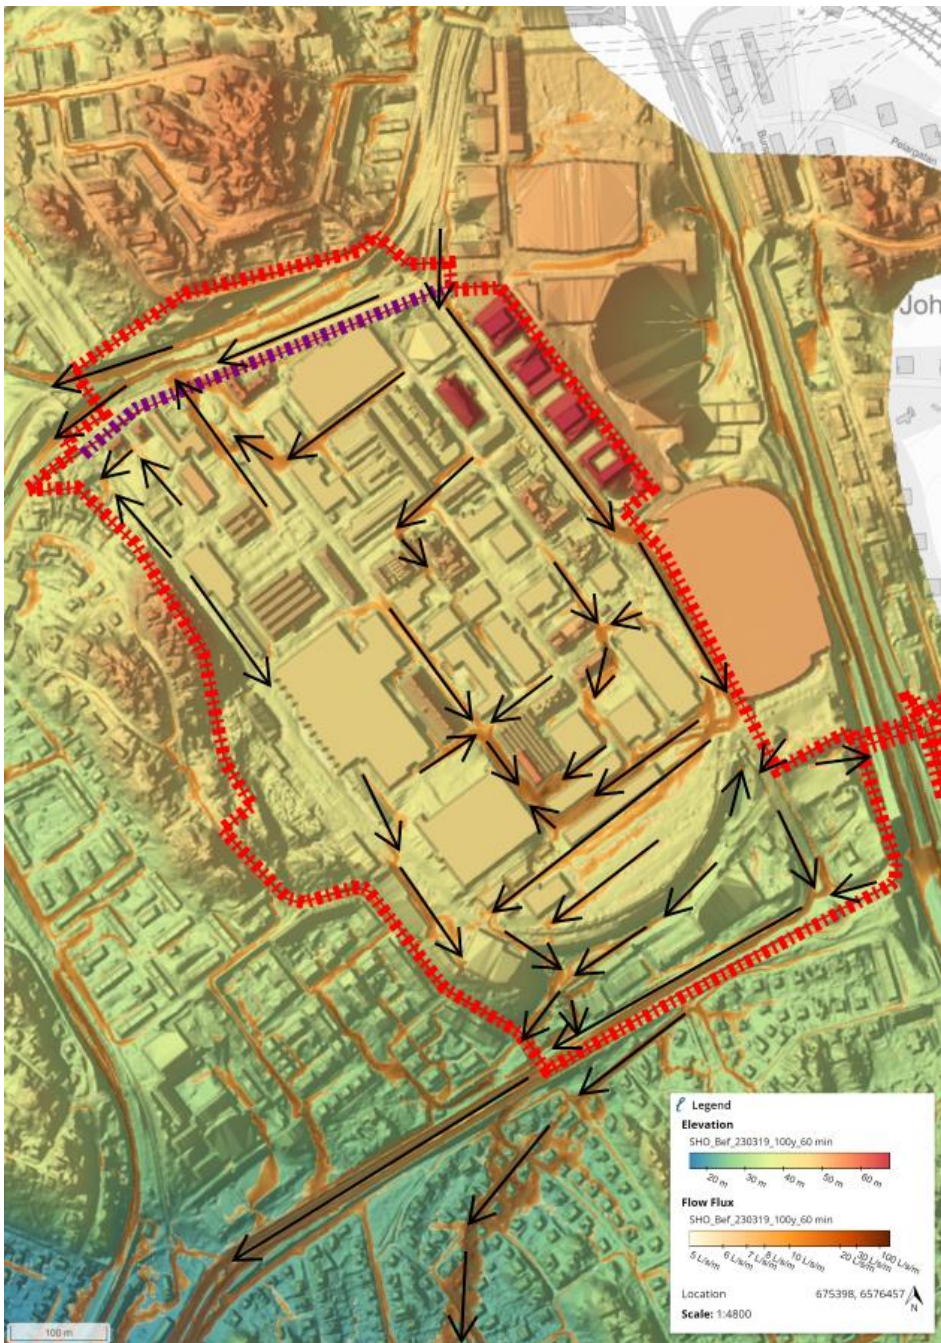 Burs
Pelargatan
Joh
Legend
Elevation
SHO_Bef_230319_100y_60 min
20 m 30 m 40 m 50 m 60 m
Flow Flux
SHO_Bef_230319_100y_60 min
5 L/s/m 6 L/s/m 7 L/s/m 8 L/s/m 10 L/s/m 20 L/s/m 30 L/s/m 100 L/s/m
Location 675398, 6576457
N
Scale: 1:4800
100 m